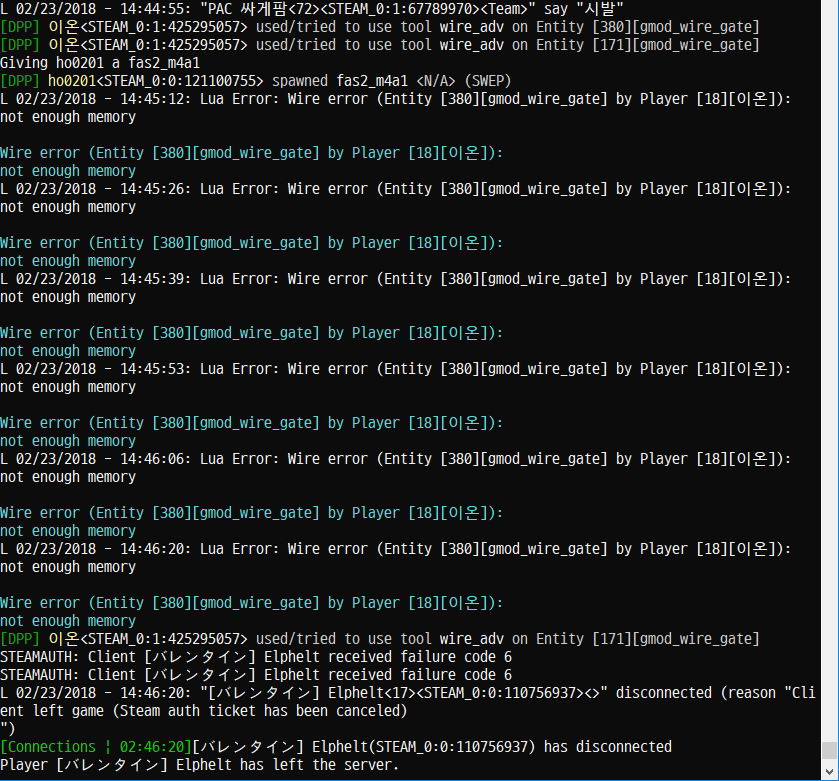 L 02/23/2018 - 14:44:55: "PAC 싸게팜<72><STEAM_0:1:67789970><Team>" say "시발"
[DPP] 이온<STEAM_0:1:425295057> used/tried to use tool wire_adv on Entity [380][gmod_wire_gate]
[DPP] 이온<STEAM_0:1:425295057> used/tried to use tool wire_adv on Entity [171][gmod_wire_gate]
Giving ho0201 a fas2_m4a1
[DPP] ho0201<STEAM_0:0:121100755> spawned fas2_m4a1 <N/A> (SWEP)
L 02/23/2018 - 14:45:12: Lua Error: Wire error (Entity [380][gmod_wire_gate] by Player [18][이온]):
not enough memory
Wire error (Entity [380][gmod_wire_gate] by Player [18][이온]):
not enough memory
L 02/23/2018 - 14:45:26: Lua Error: Wire error (Entity [380][gmod_wire_gate] by Player [18][이온]):
not enough memory
Wire error (Entity [380][gmod_wire_gate] by Player [18][이온]):
not enough memory
L 02/23/2018 - 14:45:39: Lua Error: Wire error (Entity [380][gmod_wire_gate] by Player [18][이온]):
not enough memory
Wire error (Entity [380][gmod_wire_gate] by Player [18][이온]):
not enough memory
L 02/23/2018 - 14:45:53: Lua Error: Wire error (Entity [380][gmod_wire_gate] by Player [18][이온]):
not enough memory
Wire error (Entity [380][gmod_wire_gate] by Player [18][이온]):
not enough memory
L 02/23/2018 - 14:46:06: Lua Error: Wire error (Entity [380][gmod_wire_gate] by Player [18][이온]):
not enough memory
Wire error (Entity [380][gmod_wire_gate] by Player [18][이온]):
not enough memory
L 02/23/2018 - 14:46:20: Lua Error: Wire error (Entity [380][gmod_wire_gate] by Player [18][이온]):
not enough memory
Wire error (Entity [380][gmod_wire_gate] by Player [18][이온]):
not enough memory
[DPP] 이온<STEAM_0:1:425295057> used/tried to use tool wire_adv on Entity [171][gmod_wire_gate]
STEAMAUTH: Client [バレンタイン] Elphelt received failure code 6
STEAMAUTH: Client [バレンタイン] Elphelt received failure code 6
L 02/23/2018 - 14:46:20: "[バレンタイン] Elphelt<17><STEAM_0:0:110756937><>" disconnected (reason "Cli
ent left game (Steam auth ticket has been canceled)
")
[Connections ¦ 02:46:20][バレンタイン] Elphelt(STEAM_0:0:110756937) has disconnected
Player [バレンタイン] Elphelt has left the server.